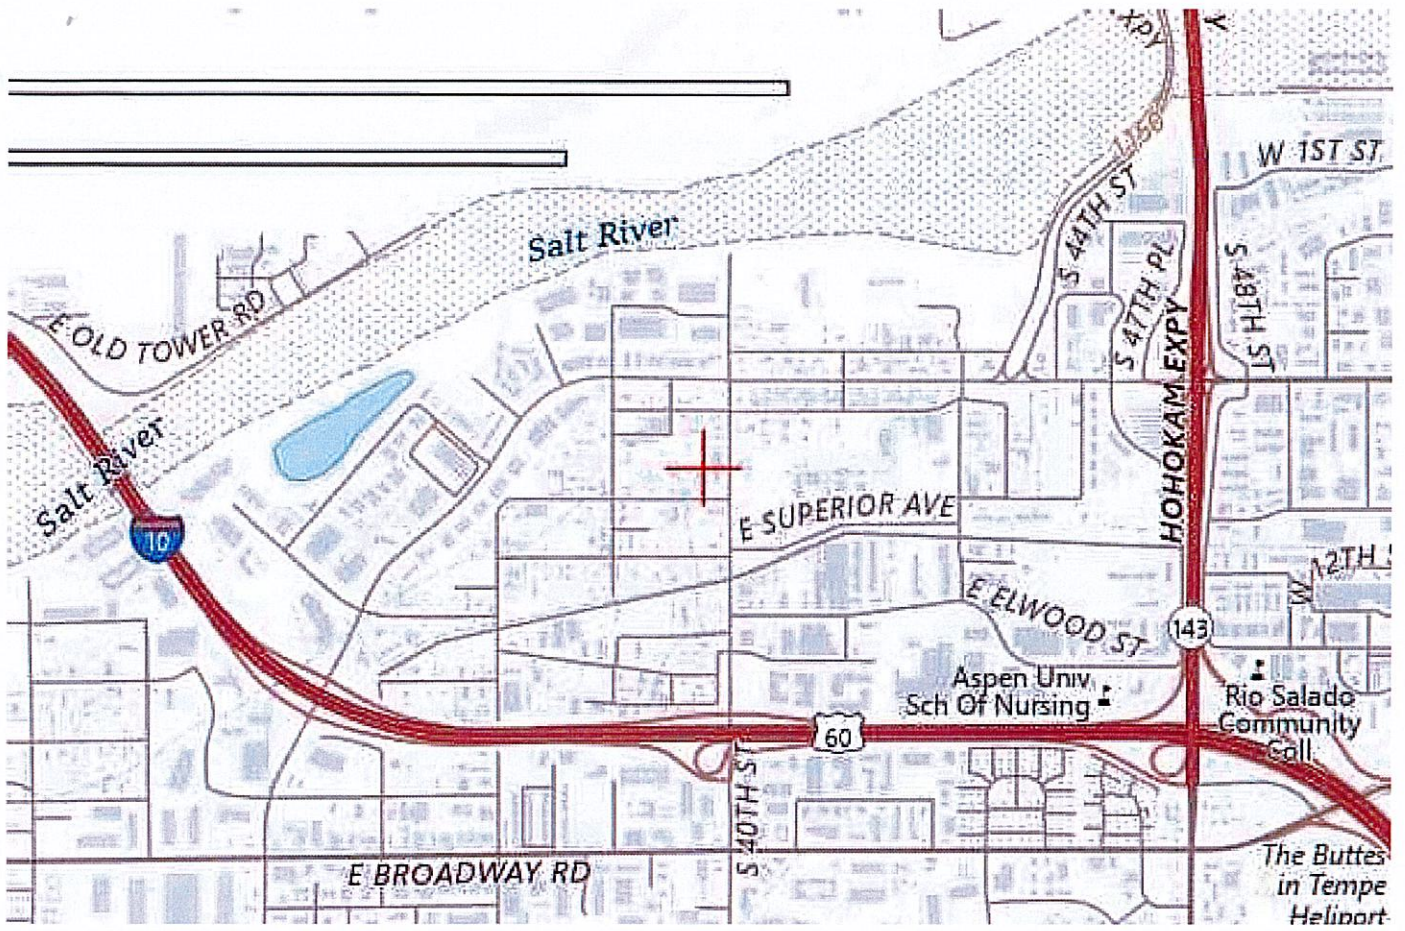 XPY
Y
1150
W 1ST ST
S 44TH ST
Salt River
S 47TH PL
S 48TH ST
E OLD TOWER RD
HOHOKAM EXPY
Salt River
10
E SUPERIOR AVE
W 12TH
E ELWOOD ST
143
Aspen Univ
Sch Of Nursing
Rio Salado
Community
Coll
60
S 40TH ST
E BROADWAY RD
The Buttes
in Tempe
Heliport